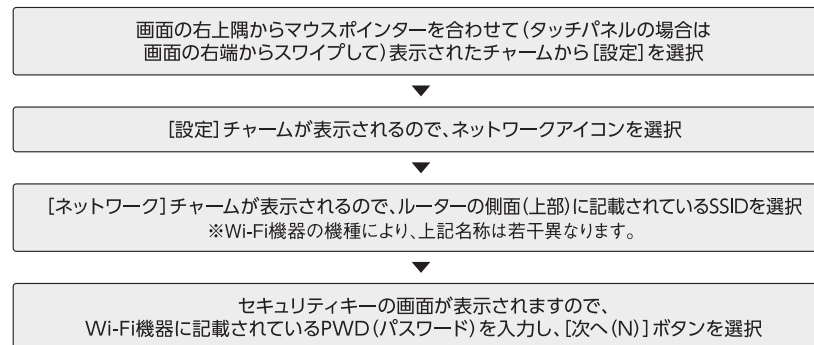 画面の右上隅からマウスポインターを合わせて(タッチパネルの場合は
画面の右端からスワイプして)表示されたチャームから[設定]を選択
[設定]チャームが表示されるので、ネットワークアイコンを選択
[ネットワーク]チャームが表示されるので、ルーターの側面(上部)に記載されているSSIDを選択
※Wi-Fi機器の機種により、上記名称は若干異なります。
セキュリティキーの画面が表示されますので、
Wi-Fi機器に記載されているPWD(パスワード)を入力し、[次へ(N)]ボタンを選択